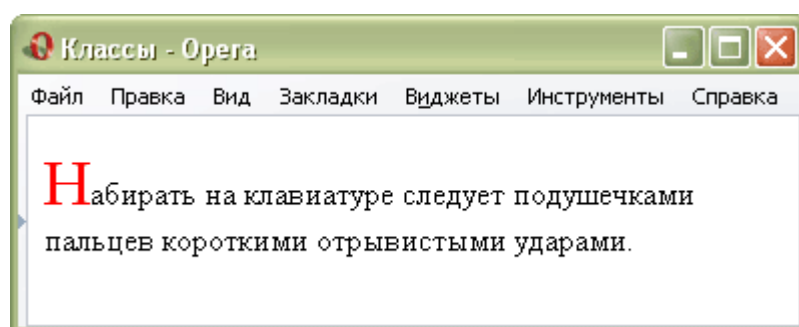 Классы - Opera
Файл Правка Вид Закладки Виджеты Инструменты Справка
Набирать на клавиатуре следует подушечками
пальцев короткими отрывистыми ударами.